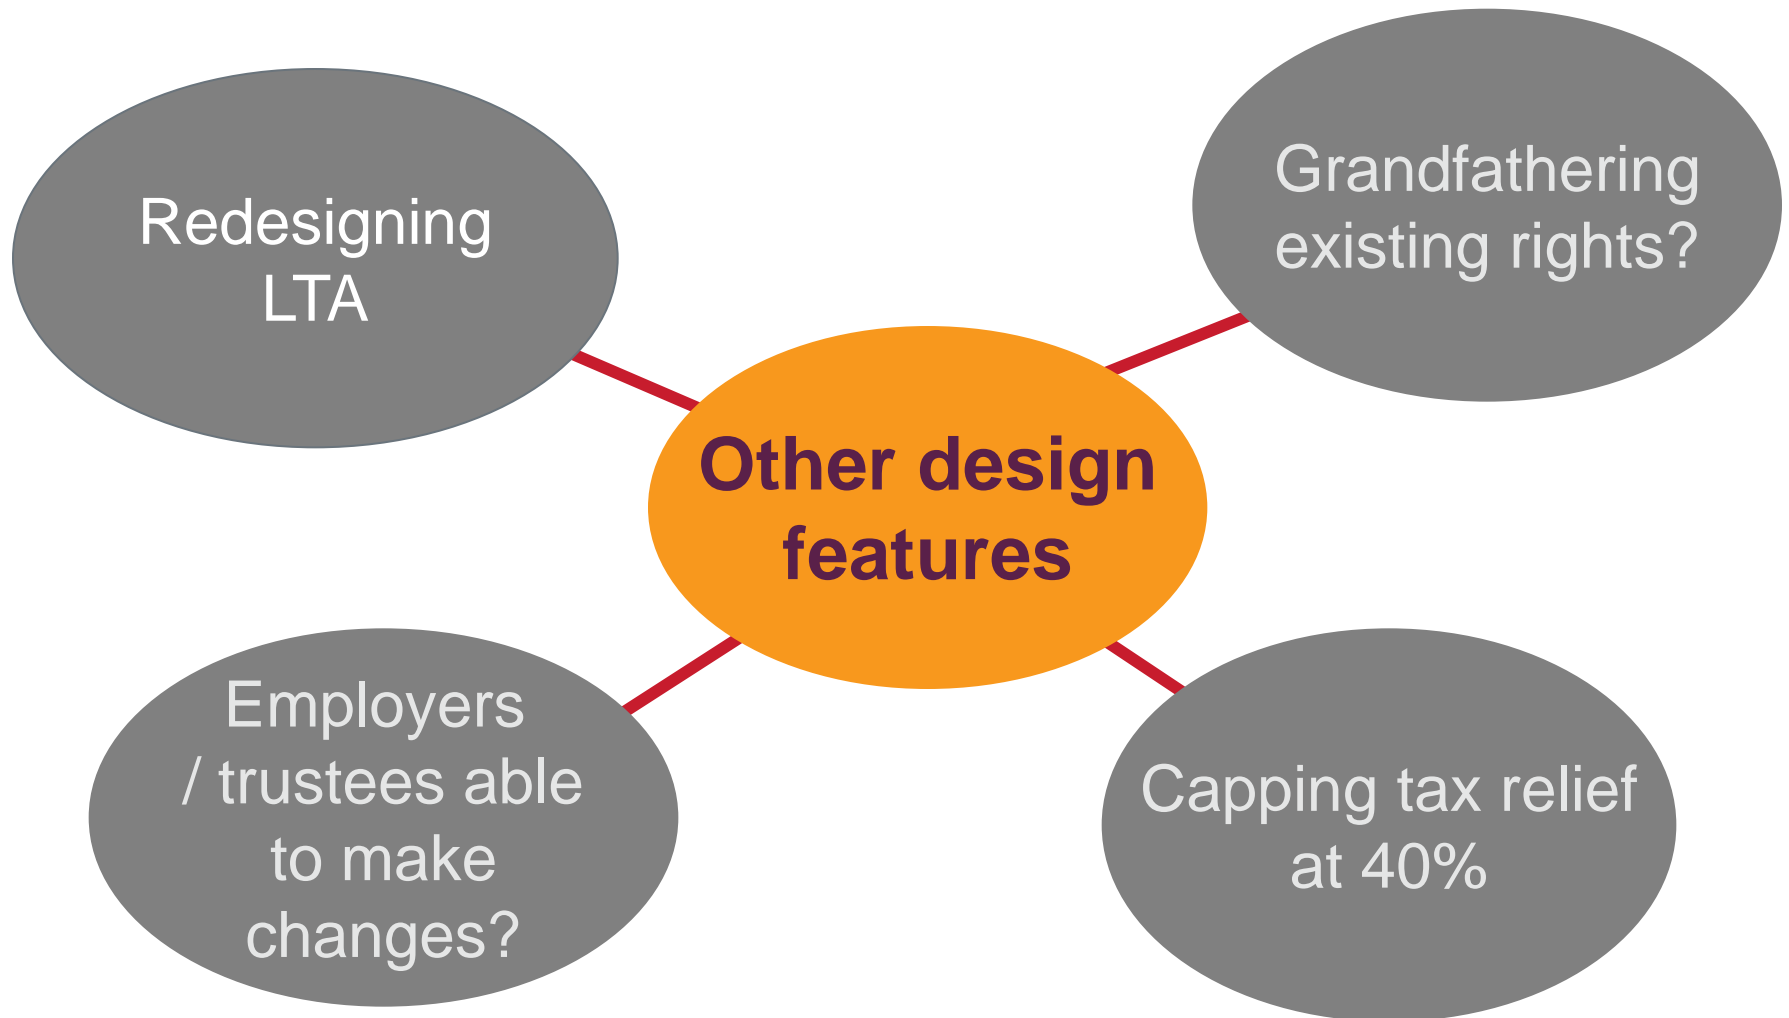 Redesigning
LTA
Grandfathering
existing rights?
Other design
features
Employers
/ trustees able
to make
changes?
Capping tax relief
at 40%